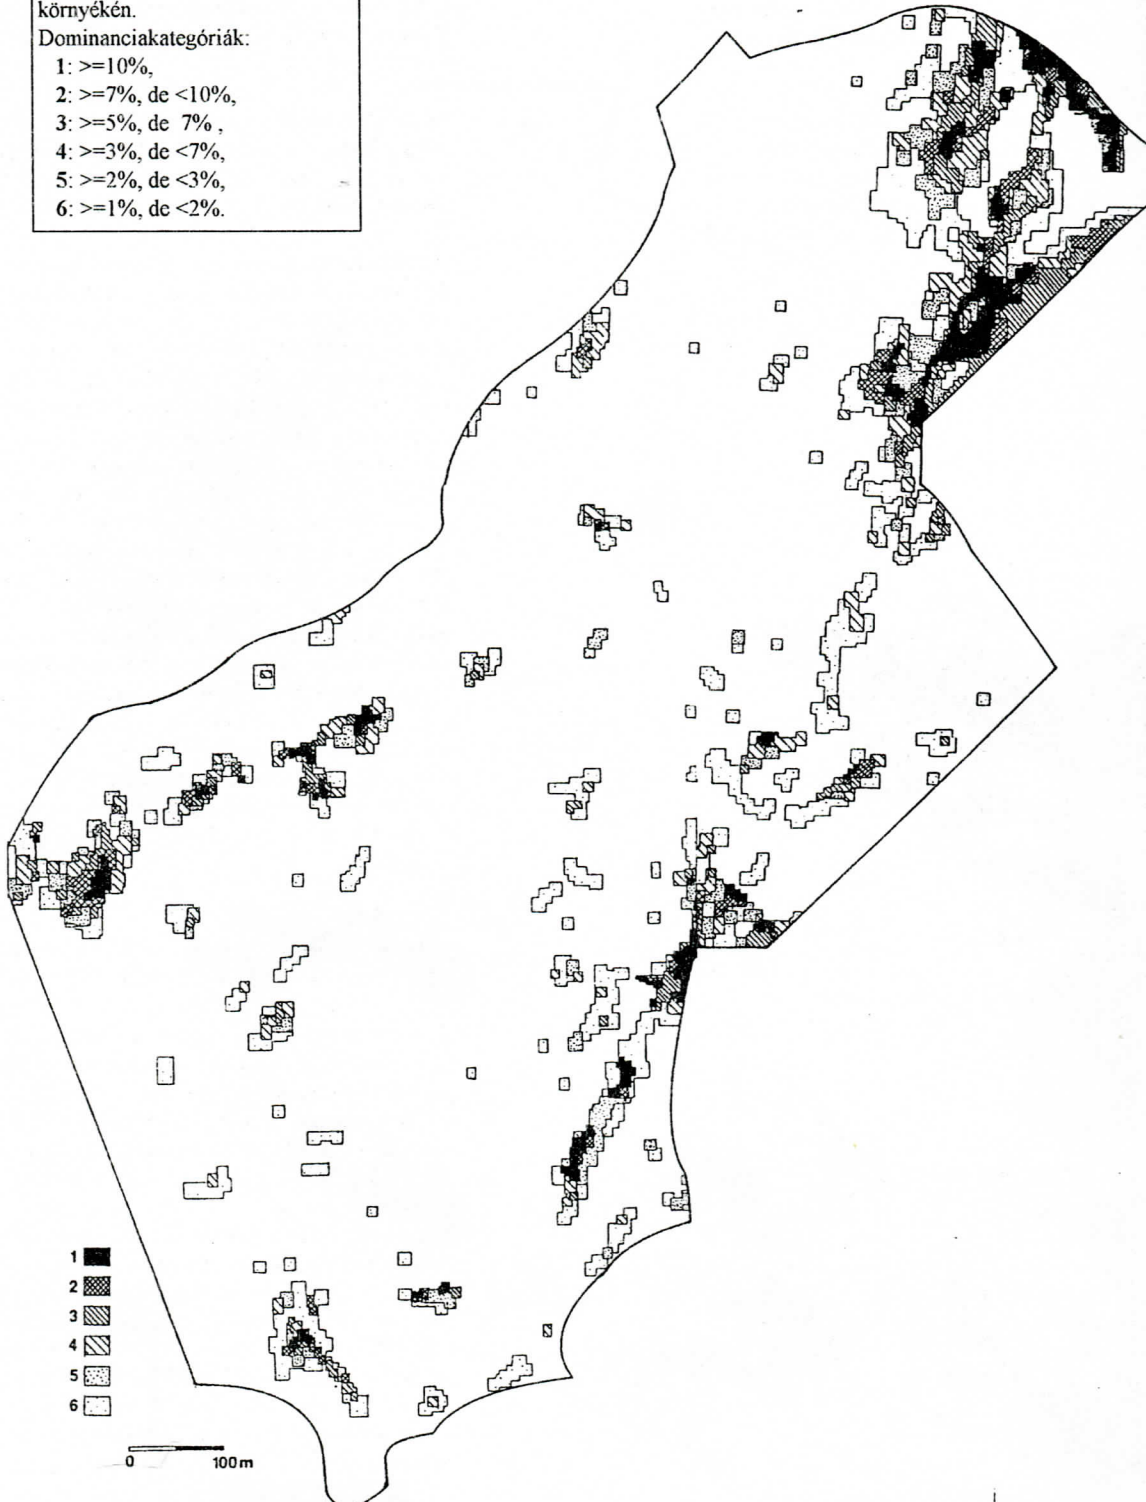 környékén.
Dominanciakategóriák:
1: >=10%,
2: >=7%, de <10%,
3: >=5%, de 7% ,
4: >=3%, de <7%,
5: >=2%, de <3%,
6: >=1%, de <2%.
1
2
3
4
5
6
0 100m